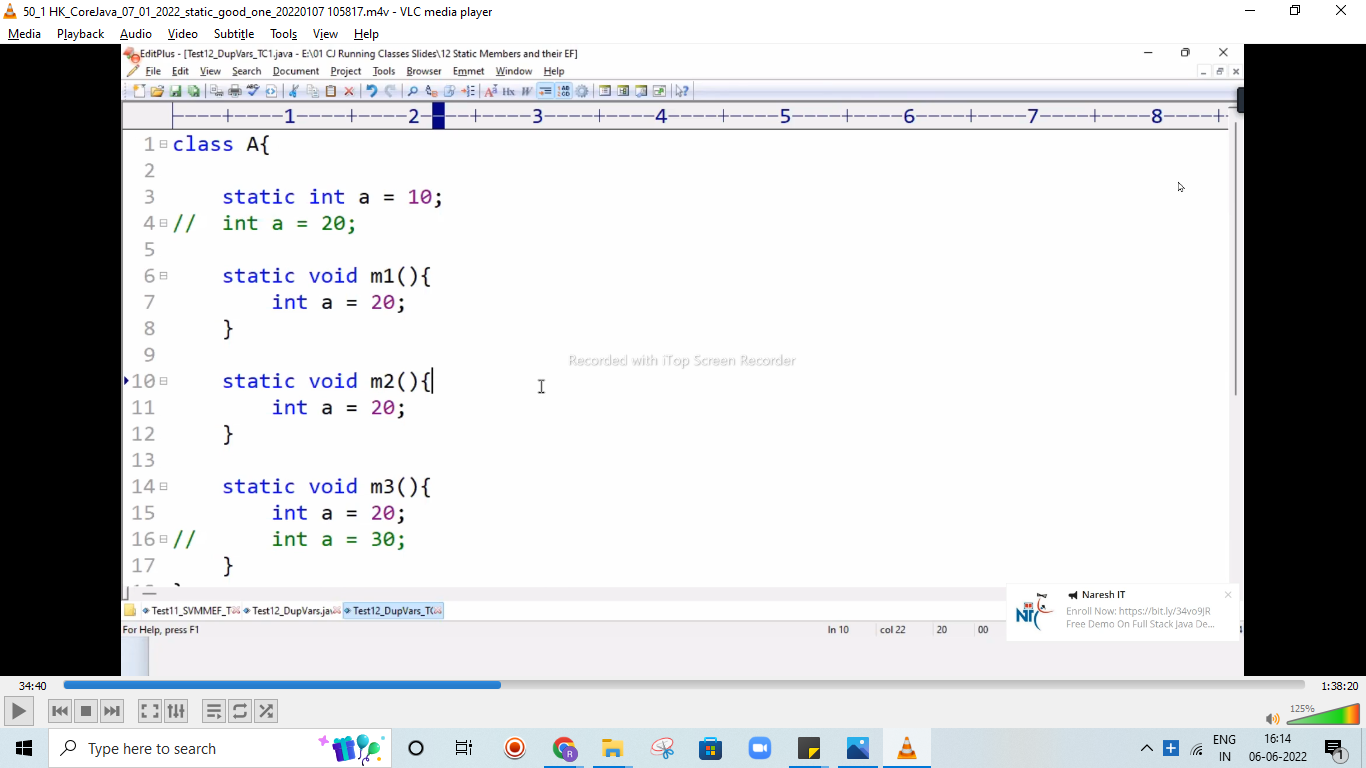 50_1 HK_CoreJava_07_01_2022_static_good_one_20220107 105817.m4v - VLC media player
Media Playback Audio Video Subtitle Tools View Help
EditPlus - [Test12_DupVars_TC1.java - E:\01 CJ Running Classes Slides\12 Static Members and their EF]
File Edit View Search Document Project Tools Browser Emmet Window Help
----+----1----+----2----+----3----+----4----+----5----+----6----+----7----+----8----+
1 class A{
2
3 static int a = 10;
4 // int a = 20;
5
6 static void m1(){
7 int a = 20;
8 }
9
Recorded with iTop Screen Recorder
10 static void m2(){
11 int a = 20;
12 }
13
14 static void m3(){
15 int a = 20;
16 // int a = 30;
17 }
Naresh IT
Enroll Now: https://bit.ly/34vo9JR
Free Demo On Full Stack Java De...
Test11_SVMMEF_T Test12_DupVars.jav Test12_DupVars_TC
For Help, press F1 ln 10 col 22 20 00
34:40 1:38:20
125%
Type here to search
ENG
IN
16:14
06-06-2022
1